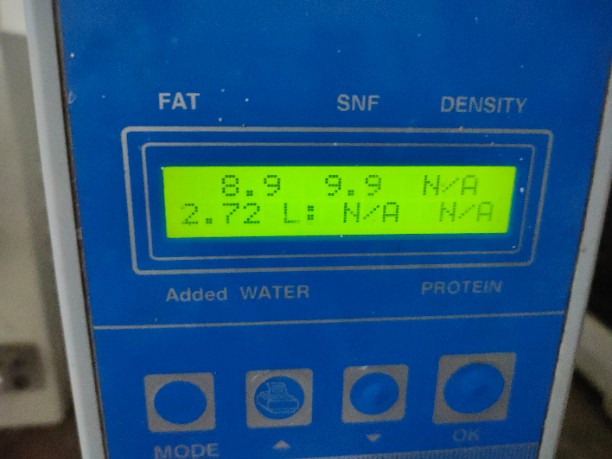 FAT SNF DENSITY
8.9 9.9 N/A
2.72 L: N/A N/A
Added WATER PROTEIN
MODE OK